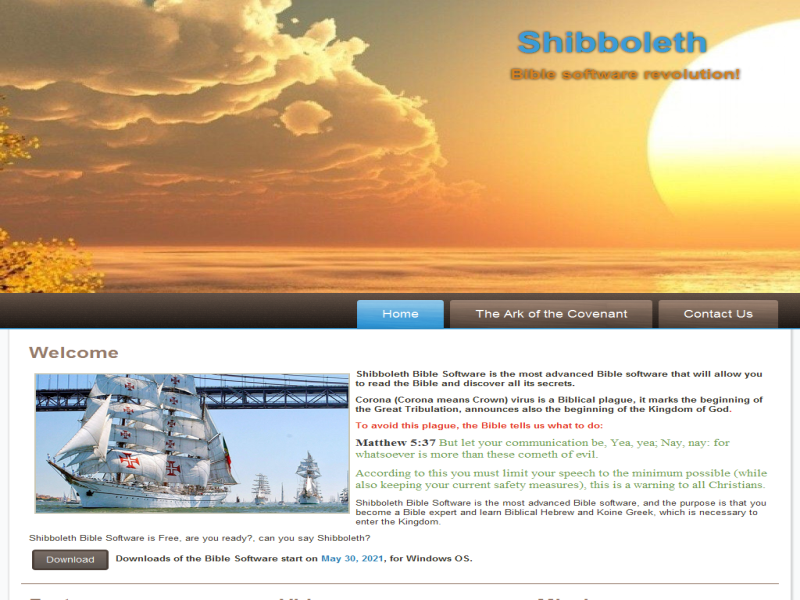 Shibboleth
Bible software revolution!
Home
The Ark of the Covenant
Contact Us
Welcome
Shibboleth Bible Software is the most advanced Bible software that will allow you
to read the Bible and discover all its secrets.
Corona (Corona means Crown) virus is a Biblical plague, it marks the beginning of
the Great Tribulation, announces also the beginning of the Kingdom of God.
To avoid this plague, the Bible tells us what to do:
Matthew 5:37 But let your communication be, Yea, yea; Nay, nay: for
whatsoever is more than these cometh of evil.
According to this you must limit your speech to the minimum possible (while
also keeping your current safety measures), this is a warning to all Christians.
Shibboleth Bible Software is the most advanced Bible software, and the purpose is that you
become a Bible expert and learn Biblical Hebrew and Koine Greek, which is necessary to
enter the Kingdom.
Shibboleth Bible Software is Free, are you ready?, can you say Shibboleth?
Download
Downloads of the Bible Software start on May 30, 2021, for Windows OS.